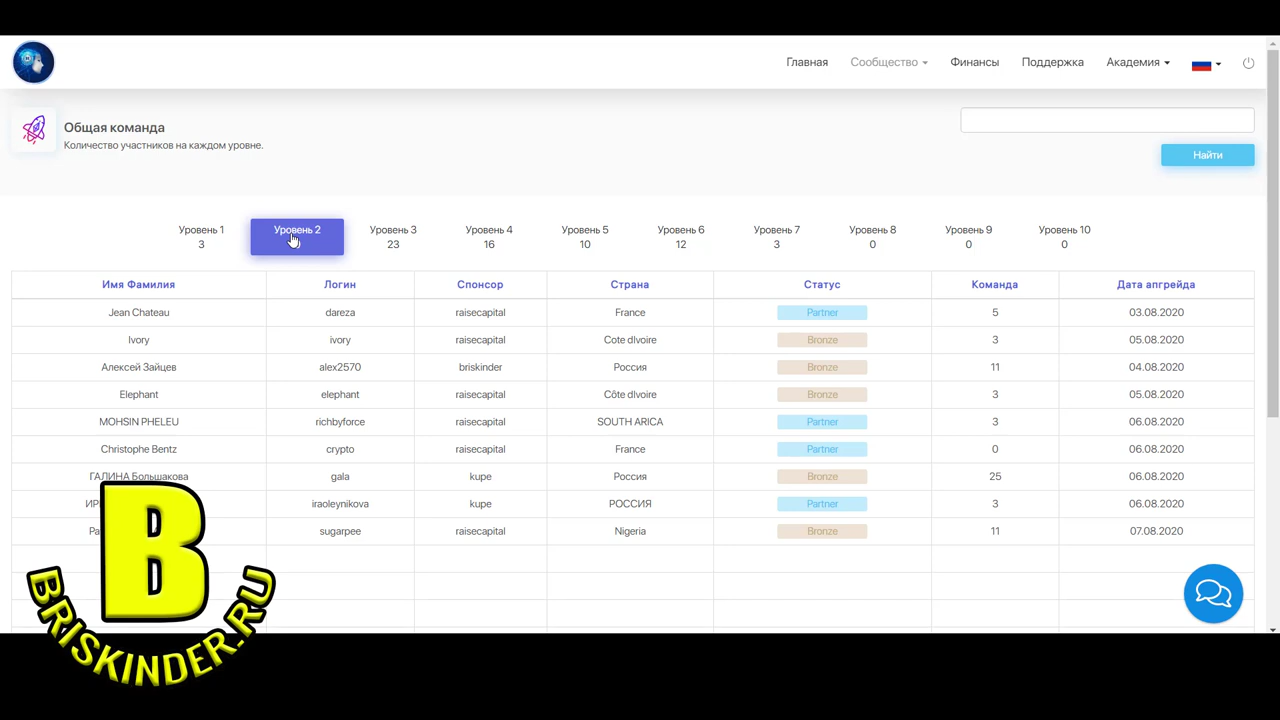 Главная Сообщество Финансы Поддержка Академия
Общая команда
Количество участников на каждом уровне.
Найти
Уровень 1 Уровень 2 Уровень 3 Уровень 4 Уровень 5 Уровень 6 Уровень 7 Уровень 8 Уровень 9 Уровень 10
3 23 16 10 12 3 0 0 0
Имя Фамилия Логин Спонсор Страна Статус Команда Дата апгрейда
Jean Chateau dareza raisecapital France Partner 5 03.08.2020
Ivory ivory raisecapital Cote dIvoire Bronze 3 05.08.2020
Алексей Зайцев alex2570 briskinder Россия Bronze 11 04.08.2020
Elephant elephant raisecapital Côte dIvoire Bronze 3 05.08.2020
MOHSIN PHELEU richbyforce raisecapital SOUTH ARICA Partner 3 06.08.2020
Christophe Bentz crypto raisecapital France Partner 0 06.08.2020
ГАЛИНА Большакова gala kupe Россия Bronze 25 06.08.2020
iraoleynikova kupe РОССИЯ Partner 3 06.08.2020
sugarpee raisecapital Nigeria Bronze 11 07.08.2020
B
BRISKINDER.RU